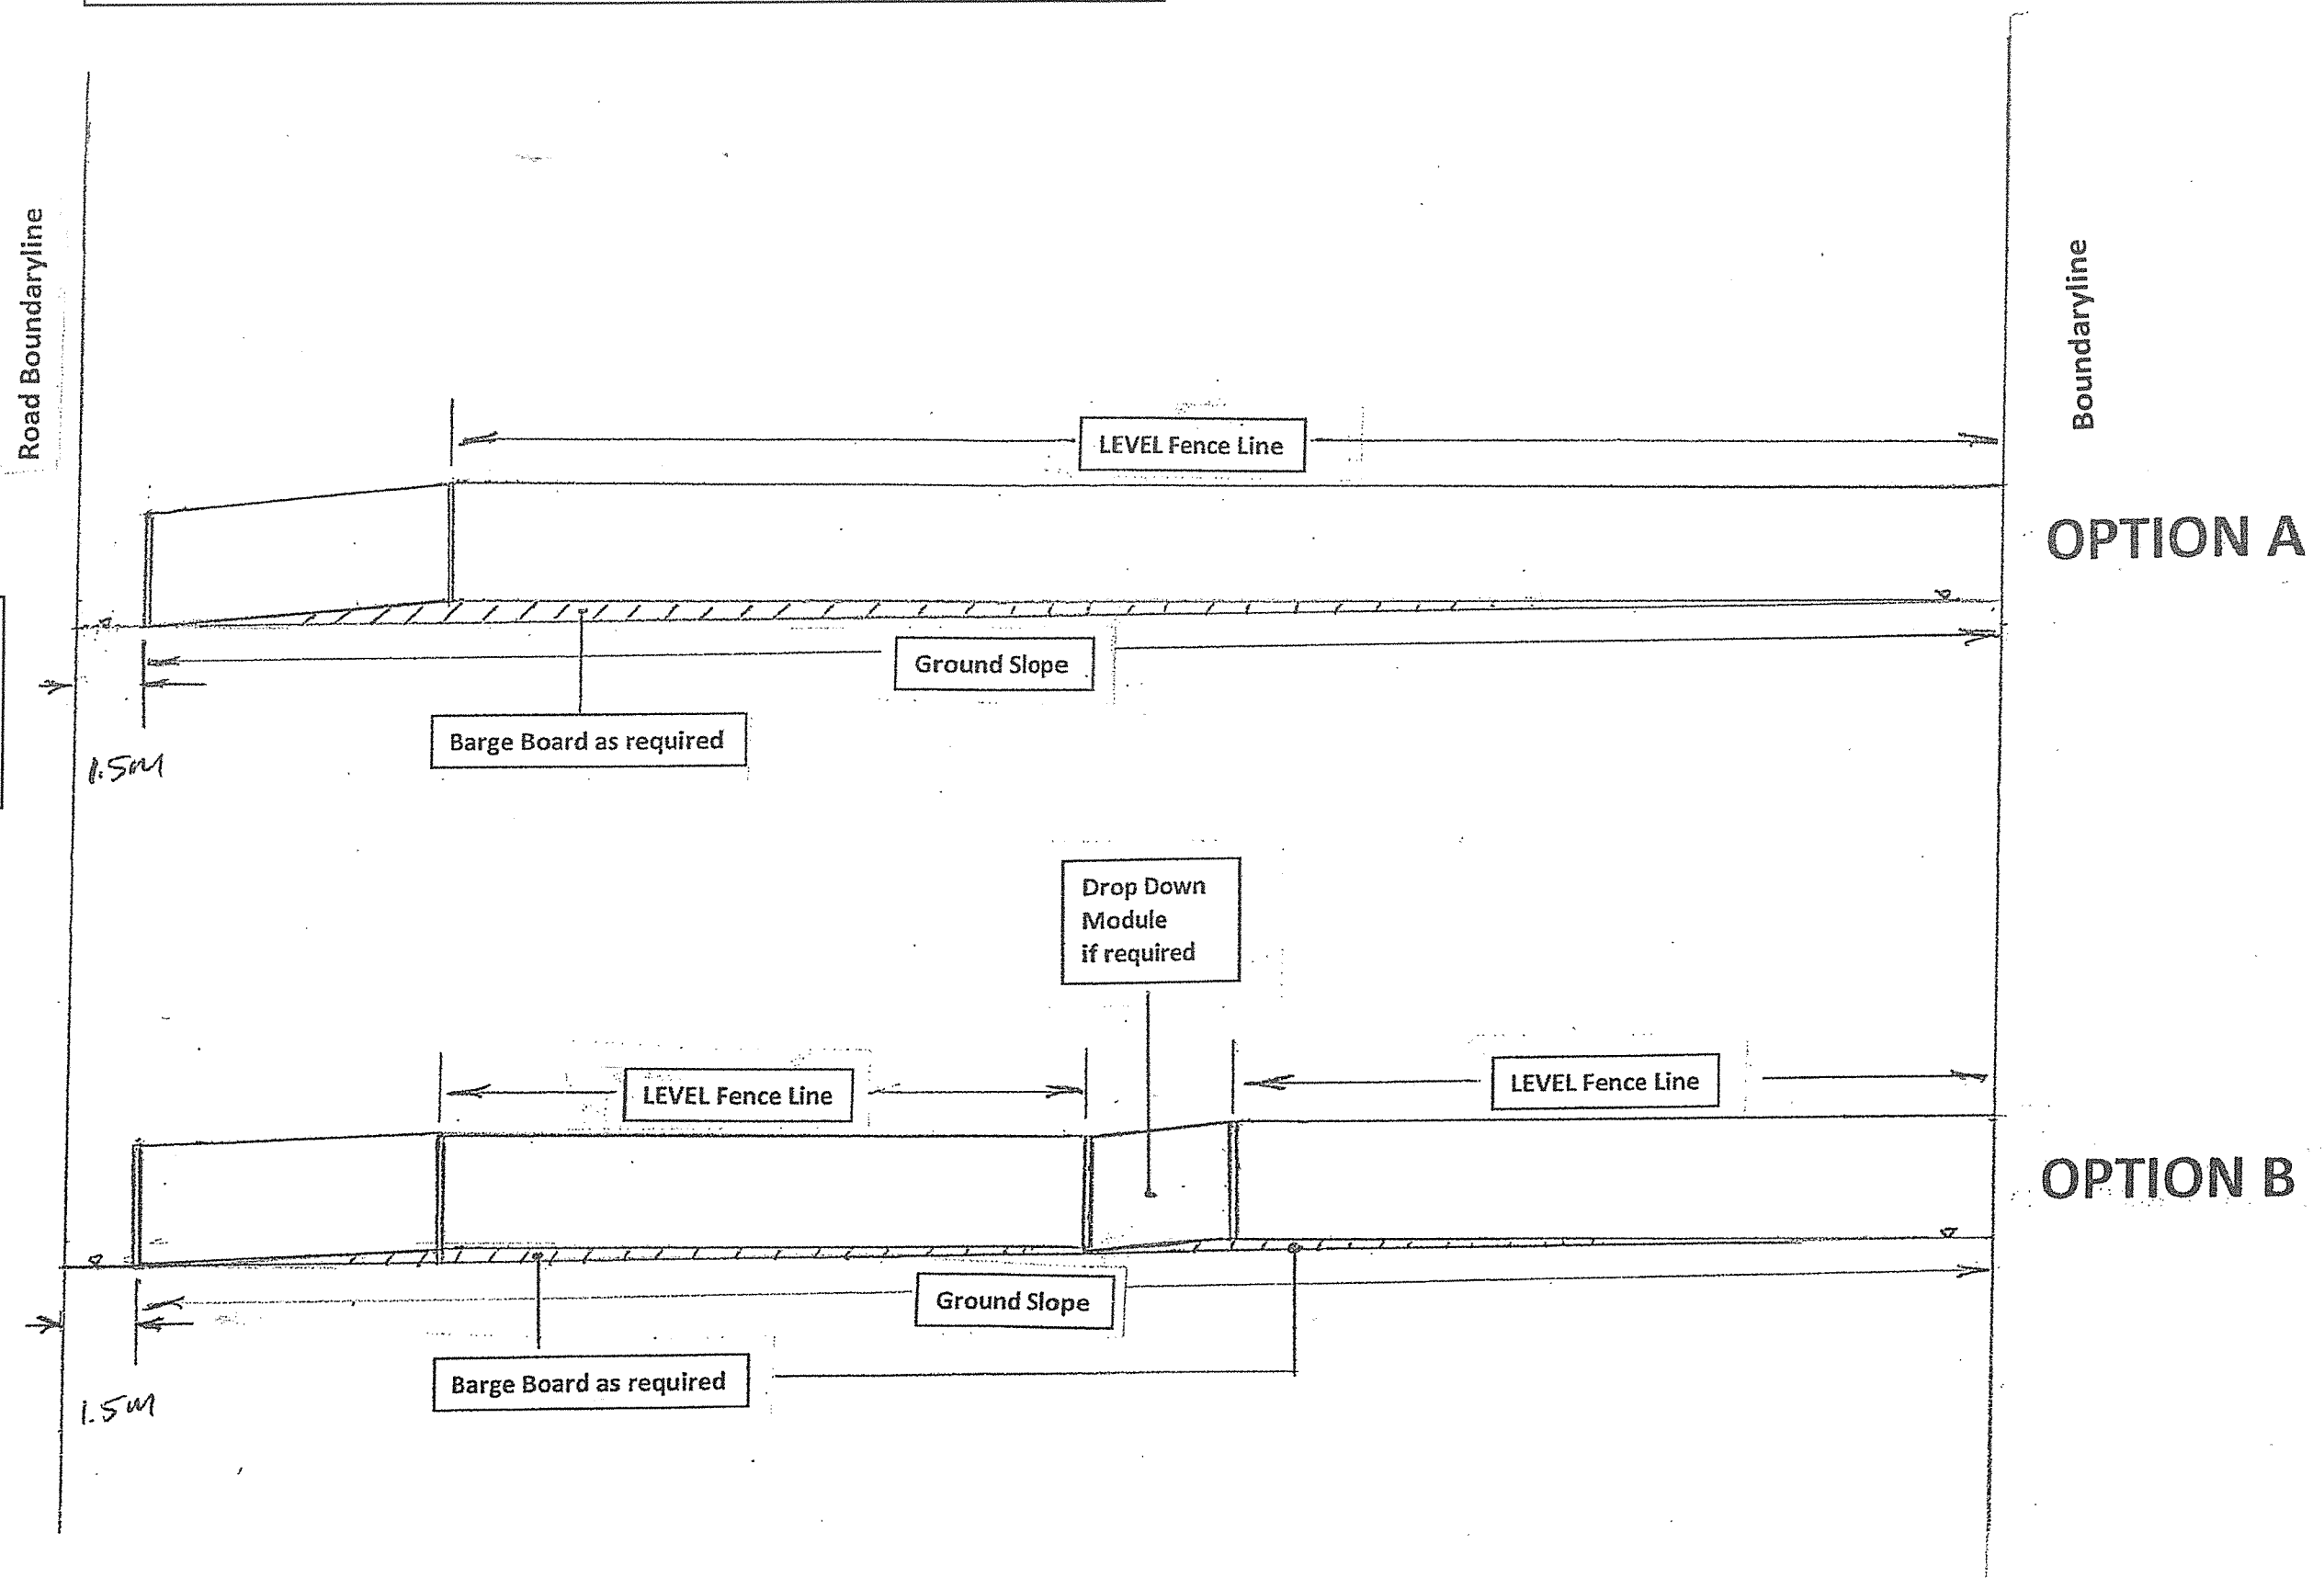 Road Boundaryline
Boundaryline
LEVEL Fence Line
OPTION A
Ground Slope
Barge Board as required
1.5M
Drop Down
Module
if required
LEVEL Fence Line
LEVEL Fence Line
OPTION B
Ground Slope
Barge Board as required
1.5M